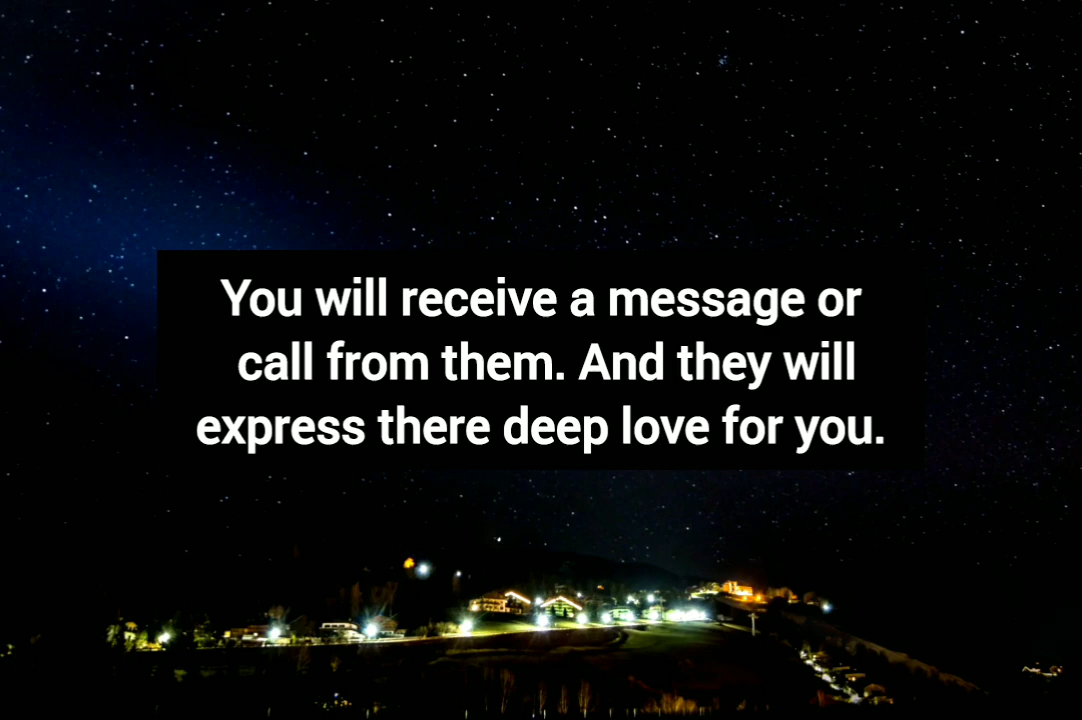 You will receive a message or
call from them. And they will
express there deep love for you.